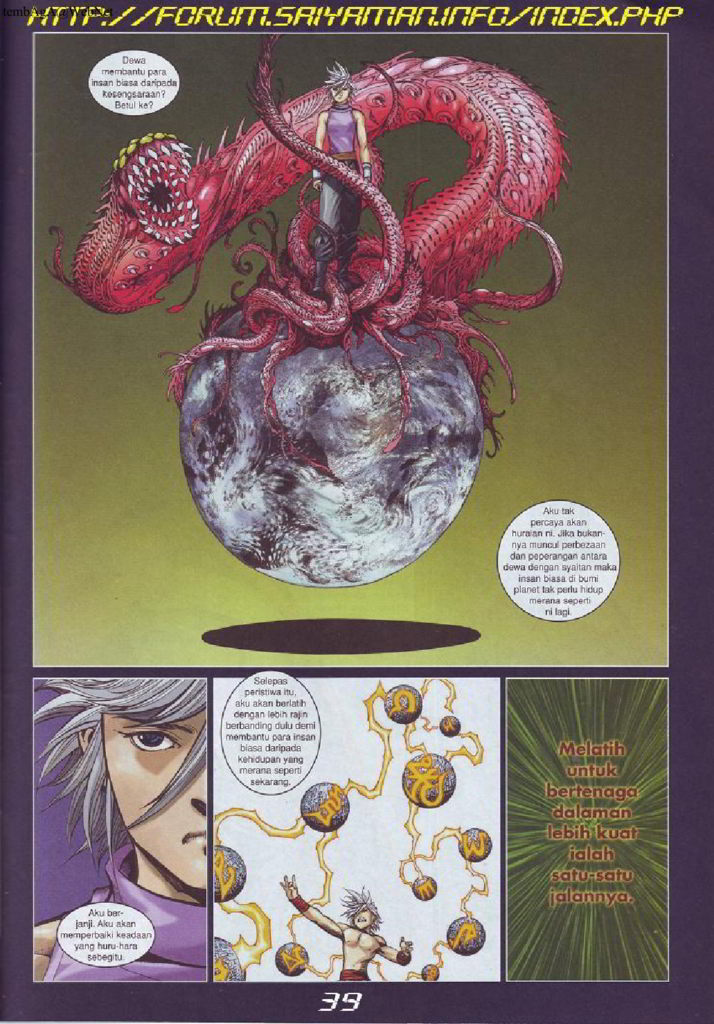 tembAgA@WebNet
HTTP://FORUM.SAIYAMAN.INFO/INDEX.PHP
Dewa
membantu para
insan biasa daripada
kesengsaraan?
Betul ke?
Aku tak
percaya akan
huraian ni. Jika bukan-
nya muncul perbezaan
dan peperangan antara
dewa dengan syaitan maka
insan biasa di bumi
planet tak perlu hidup
merana seperti
ni lagi.
Aku ber-
janji. Aku akan
memperbaiki keadaan
yang huru-hara
sebegitu.
Selepas
peristiwa itu,
aku akan berlatih
dengan lebih rajin
berbanding dulu demi
membantu para insan
biasa daripada
kehidupan yang
merana seperti
sekarang.
Melatih
untuk
bertenaga
dalaman
lebih kuat
ialah
satu-satu
jalannya.
39